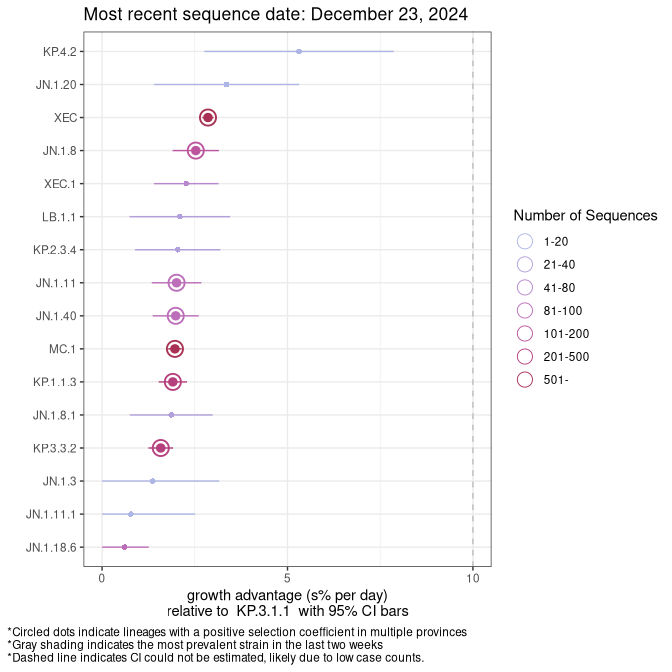 Most recent sequence date: December 23, 2024
KP.4.2
JN.1.20
XEC
JN.1.8
XEC.1
LB.1.1
KP.2.3.4
JN.1.11
JN.1.40
MC.1
KP.1.1.3
JN.1.8.1
KP.3.3.2
JN.1.3
JN.1.11.1
JN.1.18.6
0 5 10
growth advantage (s% per day)
relative to KP.3.1.1 with 95% CI bars
Number of Sequences
1-20
21-40
41-80
81-100
101-200
201-500
501-
*Circled dots indicate lineages with a positive selection coefficient in multiple provinces
*Gray shading indicates the most prevalent strain in the last two weeks
*Dashed line indicates CI could not be estimated, likely due to low case counts.